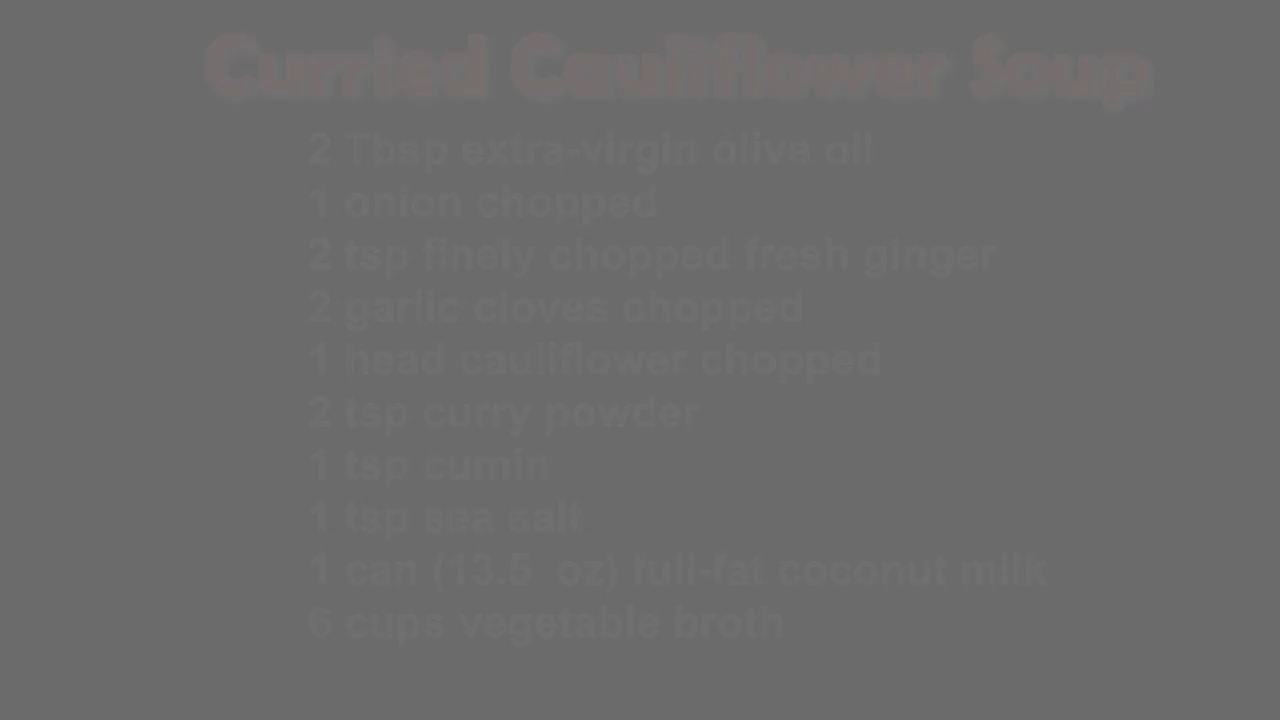 Curried Cauliflower Soup
2 Tbsp extra-virgin olive oil
1 onion chopped
2 tsp finely chopped fresh ginger
2 garlic cloves chopped
1 head cauliflower chopped
2 tsp curry powder
1 tsp cumin
1 tsp sea salt
1 can (13.5 oz) full-fat coconut milk
6 cups vegetable broth